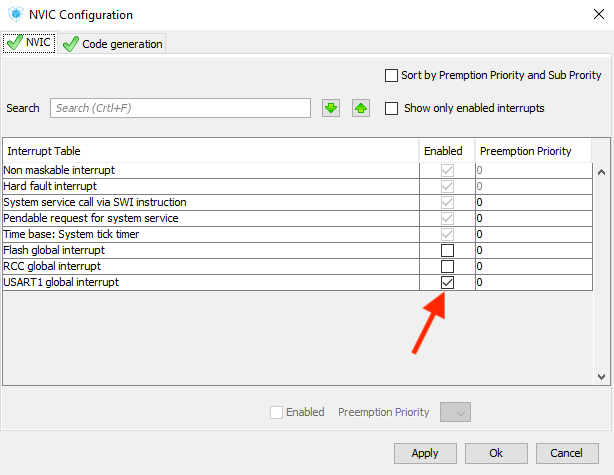 NVIC Configuration
NVIC
Code generation
Sort by Premption Priority and Sub Prority
Search
Search (Crtl+F)
Show only enabled interrupts
Interrupt Table Enabled Preemption Priority
Non maskable interrupt 0
Hard fault interrupt 0
System service call via SWI instruction 0
Pendable request for system service 0
Time base: System tick timer 0
Flash global interrupt 0
RCC global interrupt 0
USART1 global interrupt 0
Enabled Preemption Priority
Apply Ok Cancel